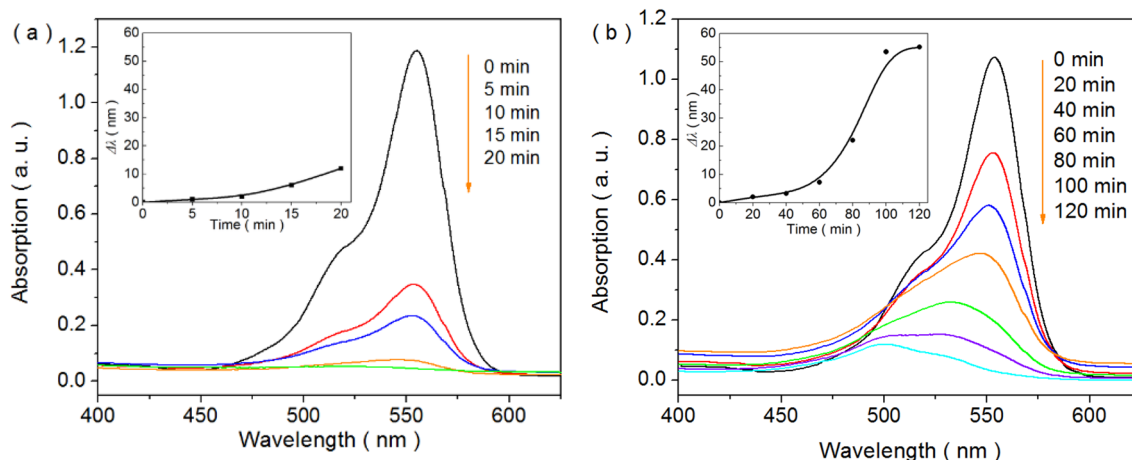 ( a )
Absorption ( a. u. )
1.2
1.0
0.8
0.6
0.4
0.2
0.0
400
450
500
550
600
Wavelength ( nm )
Δλ ( nm )
60
50
40
30
20
10
0
0
5
10
15
20
Time ( min )
0 min
5 min
10 min
15 min
20 min
( b )
Absorption ( a. u. )
1.2
1.0
0.8
0.6
0.4
0.2
0.0
400
450
500
550
600
Wavelength ( nm )
Δλ ( nm )
60
50
40
30
20
10
0
0
20
40
60
80
100
120
Time ( min )
0 min
20 min
40 min
60 min
80 min
100 min
120 min